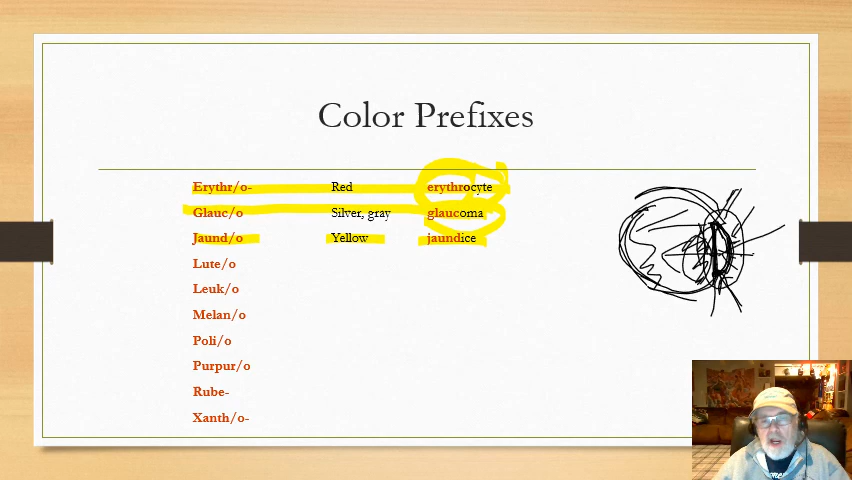 Color Prefixes
Erythr/o- Red erythrocyte
Glauc/o Silver, gray glaucoma
Jaund/o Yellow jaundice
Lute/o
Leuk/o
Melan/o
Poli/o
Purpur/o
Rube-
Xanth/o-